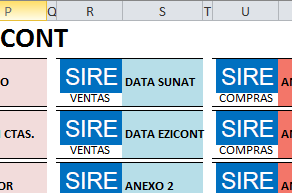 P Q R S T U
CONT
O SIRE DATA SUNAT SIRE
VENTAS COMPRAS
CTAS. SIRE DATA EZICONT SIRE
VENTAS COMPRAS
OR SIRE ANEXO 2 SIRE